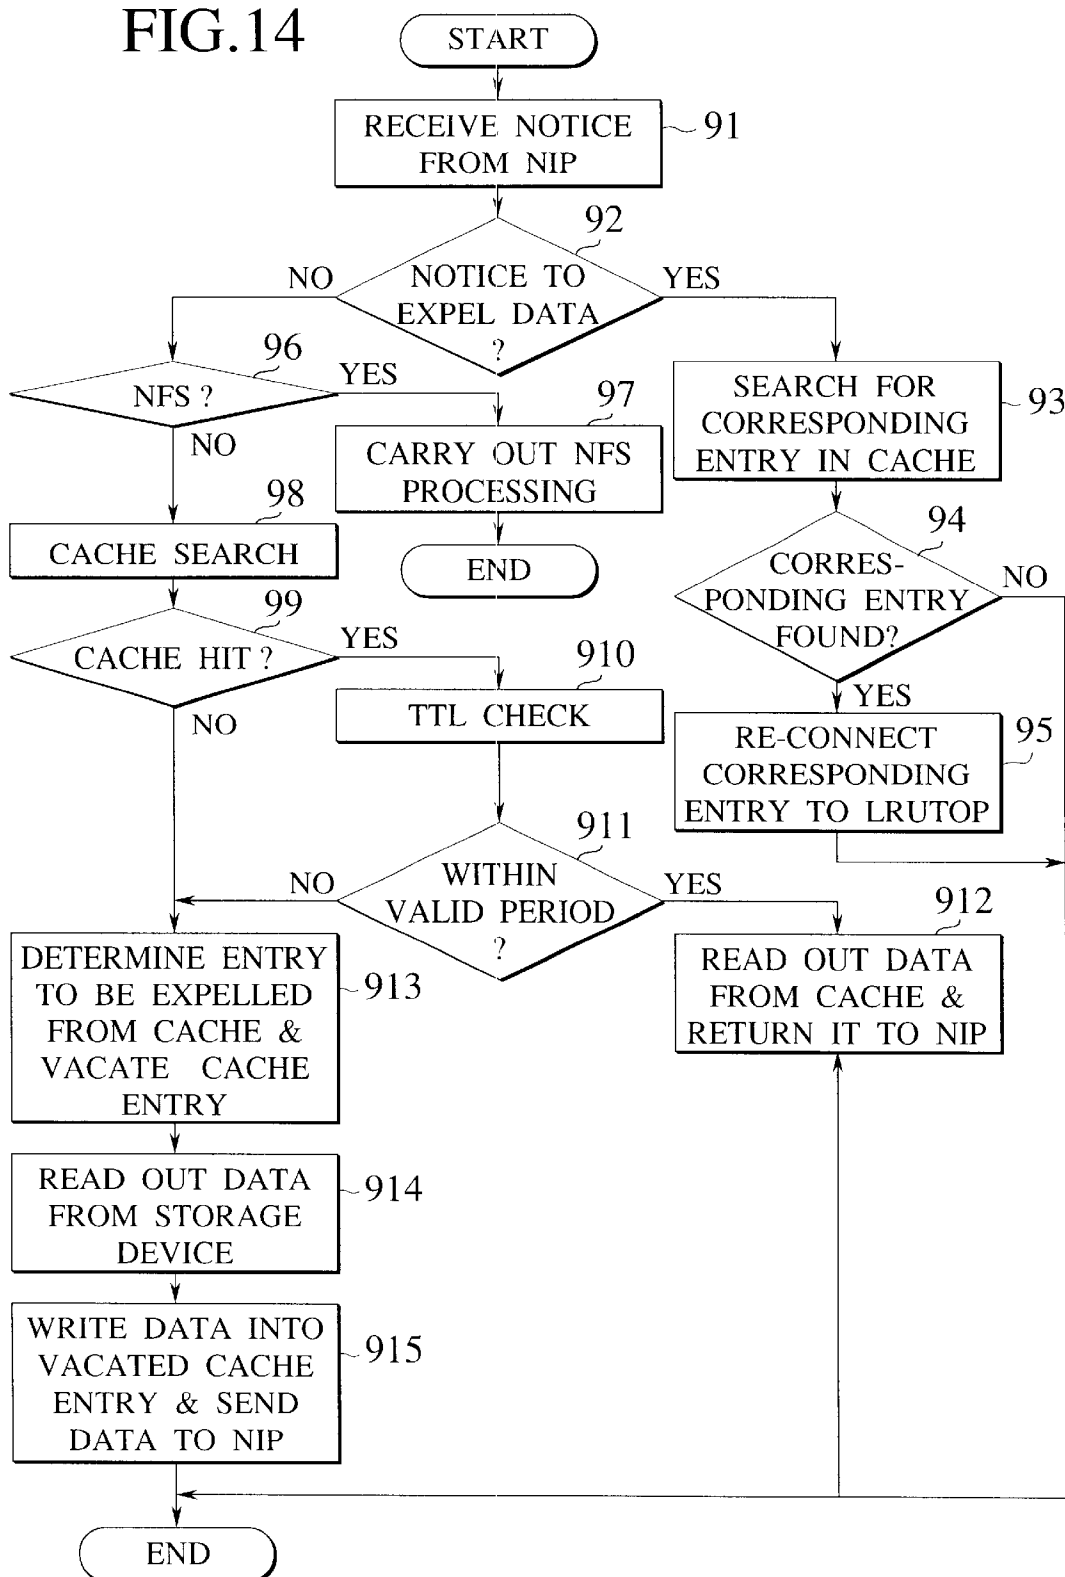 FIG.14
START
RECEIVE NOTICE
FROM NIP
91
92
NOTICE TO
EXPEL DATA
?
NO
YES
96
NFS ?
YES
NO
97
CARRY OUT NFS
PROCESSING
END
SEARCH FOR
CORRESPONDING
ENTRY IN CACHE
93
98
CACHE SEARCH
94
CORRES-
PONDING ENTRY
FOUND?
NO
YES
99
CACHE HIT ?
YES
NO
910
TTL CHECK
RE-CONNECT
CORRESPONDING
ENTRY TO LRUTOP
95
911
WITHIN
VALID PERIOD
?
NO
YES
912
READ OUT DATA
FROM CACHE &
RETURN IT TO NIP
DETERMINE ENTRY
TO BE EXPELLED
FROM CACHE &
VACATE CACHE
ENTRY
913
READ OUT DATA
FROM STORAGE
DEVICE
914
WRITE DATA INTO
VACATED CACHE
ENTRY & SEND
DATA TO NIP
915
END